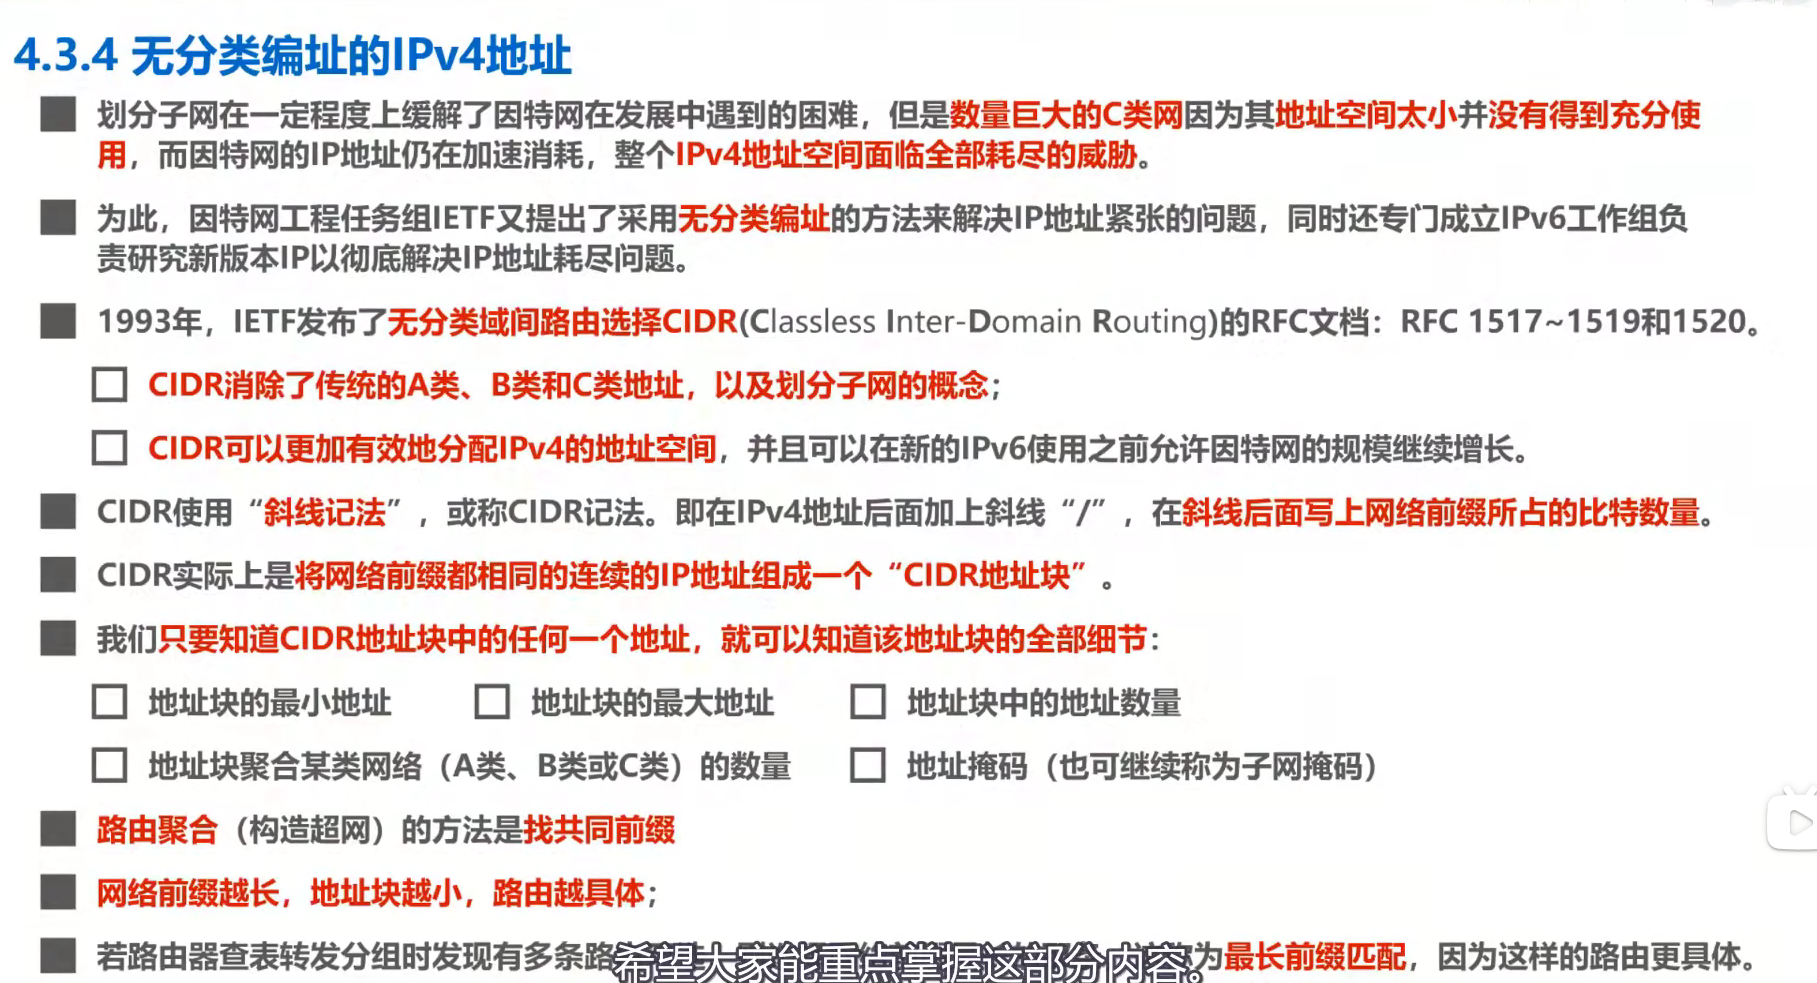 4.3.4 无分类编址的IPv4地址
划分子网在一定程度上缓解了因特网在发展中遇到的困难，但是数量巨大的C类网因为其地址空间太小并没有得到充分使
用，而因特网的IP地址仍在加速消耗，整个IPv4地址空间面临全部耗尽的威胁。
为此，因特网工程任务组IETF又提出了采用无分类编址的方法来解决IP地址紧张的问题，同时还专门成立IPv6工作组负
责研究新版本IP以彻底解决IP地址耗尽问题。
1993年，IETF发布了无分类域间路由选择CIDR(Classless Inter-Domain Routing)的RFC文档：RFC 1517~1519和1520。
CIDR消除了传统的A类、B类和C类地址，以及划分子网的概念；
CIDR可以更加有效地分配IPv4的地址空间，并且可以在新的IPv6使用之前允许因特网的规模继续增长。
CIDR使用“斜线记法”，或称CIDR记法。即在IPv4地址后面加上斜线“/”，在斜线后面写上网络前缀所占的比特数量。
CIDR实际上是将网络前缀都相同的连续的IP地址组成一个“CIDR地址块”。
我们只要知道CIDR地址块中的任何一个地址，就可以知道该地址块的全部细节：
地址块的最小地址 地址块的最大地址 地址块中的地址数量
地址块聚合某类网络（A类、B类或C类）的数量 地址掩码（也可继续称为子网掩码）
路由聚合（构造超网）的方法是找共同前缀
网络前缀越长，地址块越小，路由越具体；
若路由器查表转发分组时发现有多条路 为最长前缀匹配，因为这样的路由更具体。
希望大家能重点掌握这部分内容。